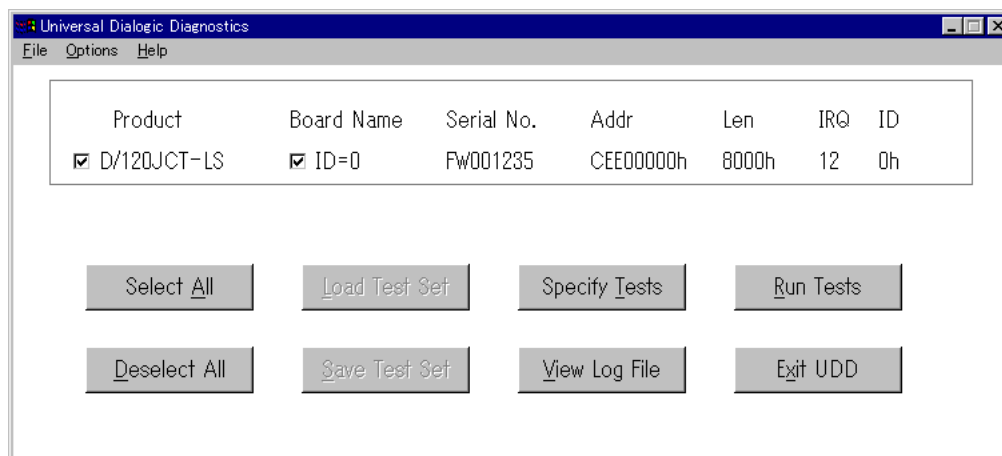 Universal Dialogic Diagnostics
File Options Help
Product Board Name Serial No. Addr Len IRQ ID
D/120JCT-LS ID=0 FW001235 CEE00000h 8000h 12 0h
Select All Load Test Set Specify Tests Run Tests
Deselect All Save Test Set View Log File Exit UDD